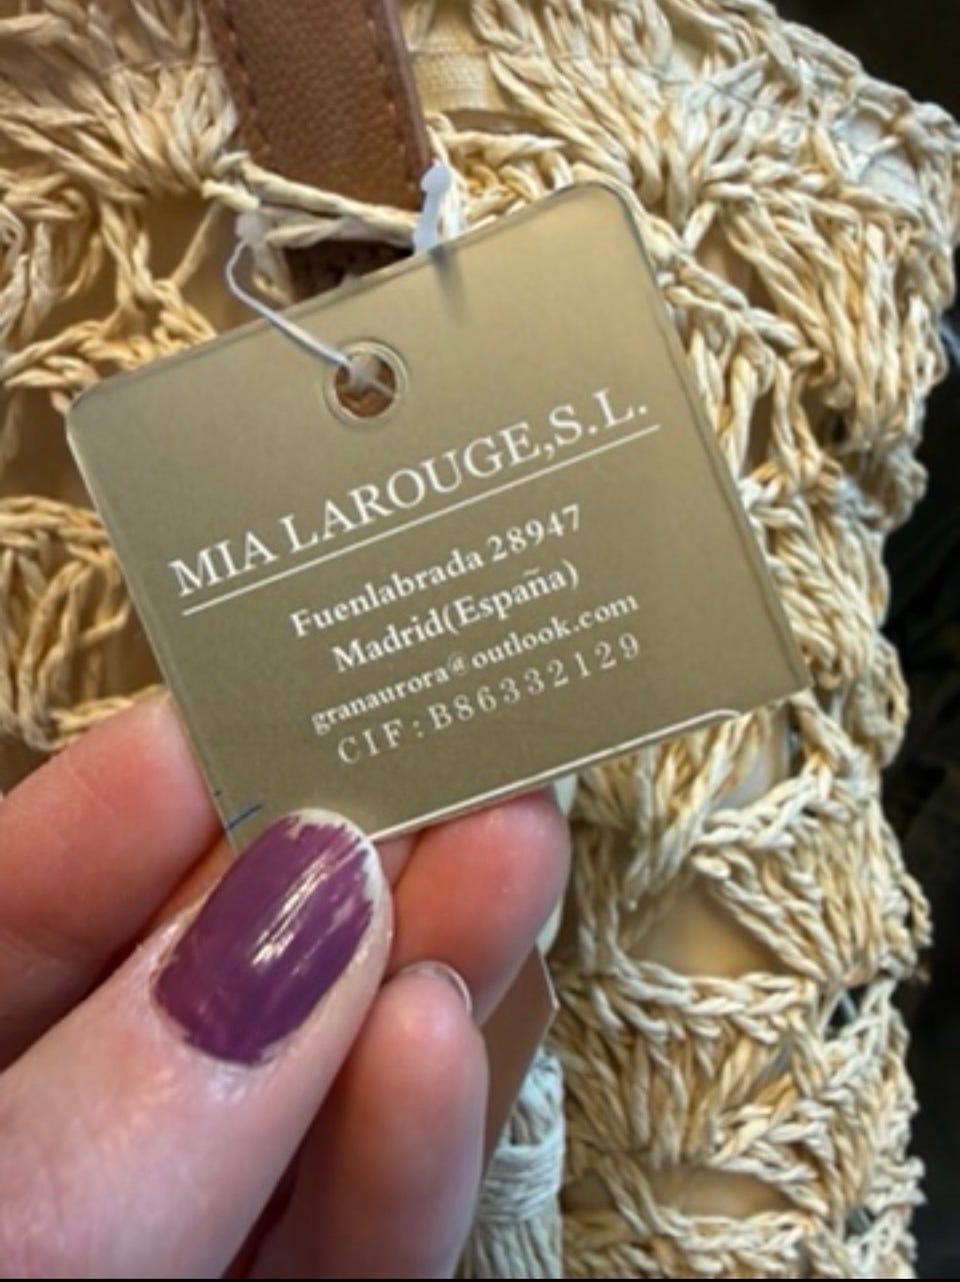 MIA LAROUGE,S.L.
Fuenlabrada 28947
Madrid(España)
granaurora@outlook.com
CIF:B86332129